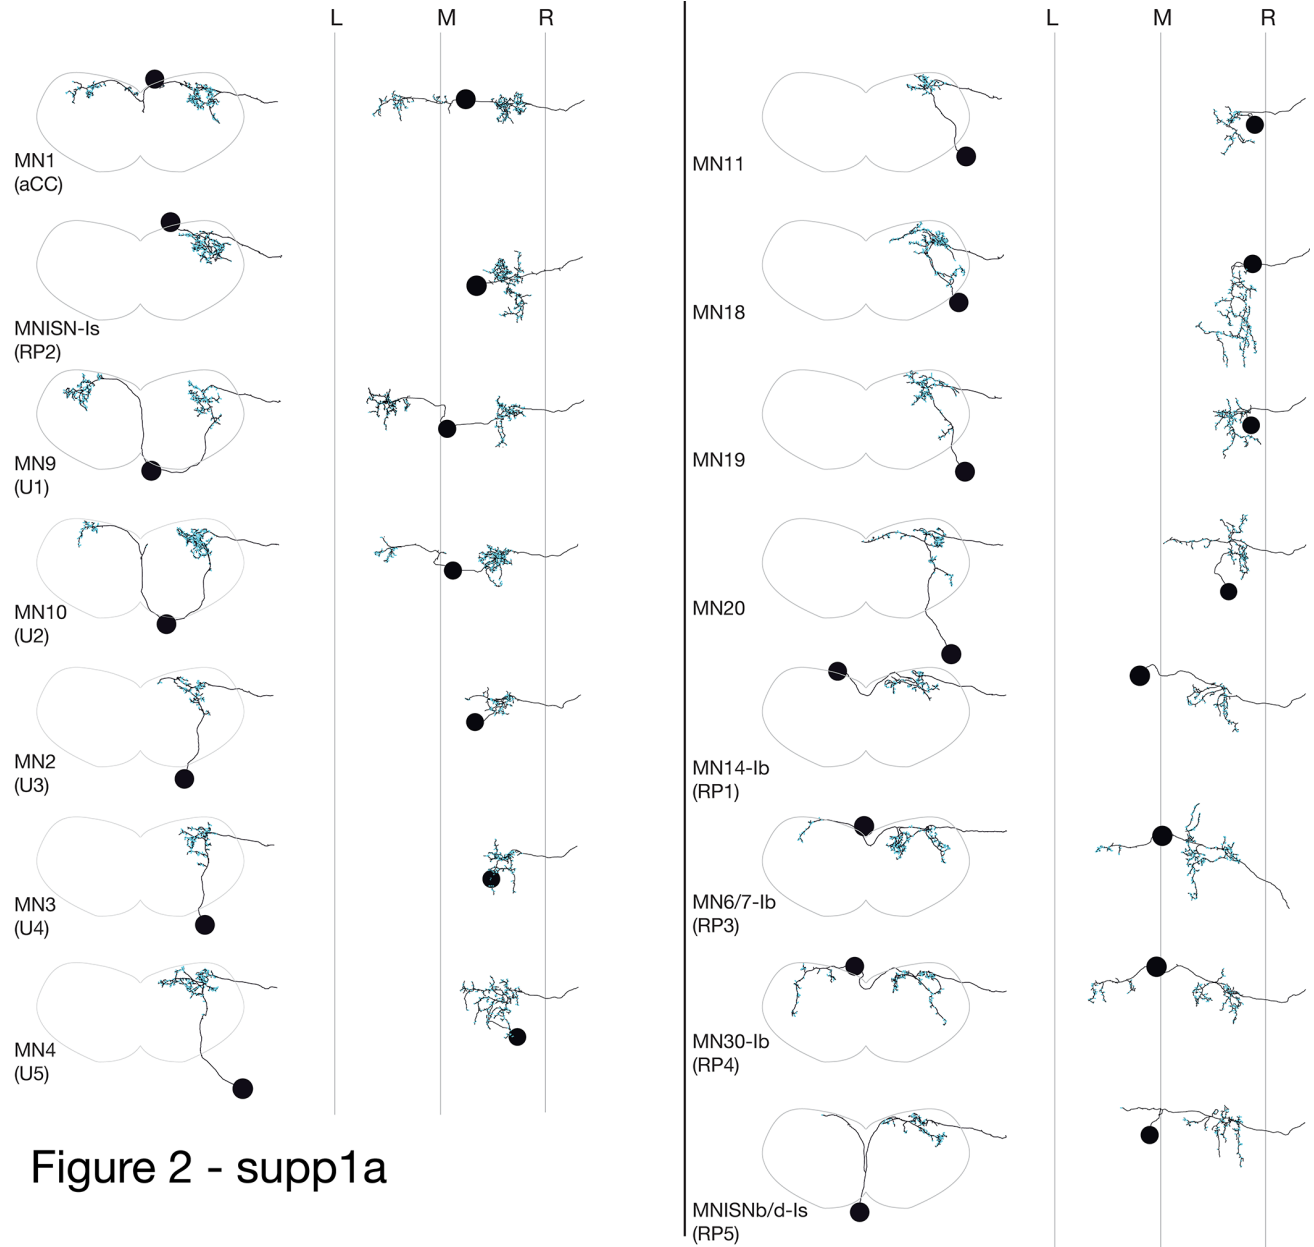 L M R
MN1
(aCC)
MNISN-Is
(RP2)
MN9
(U1)
MN10
(U2)
MN2
(U3)
MN3
(U4)
MN4
(U5)
Figure 2 - supp1a
L M R
MN11
MN18
MN19
MN20
MN14-Ib
(RP1)
MN6/7-Ib
(RP3)
MN30-Ib
(RP4)
MNISNb/d-Is
(RP5)